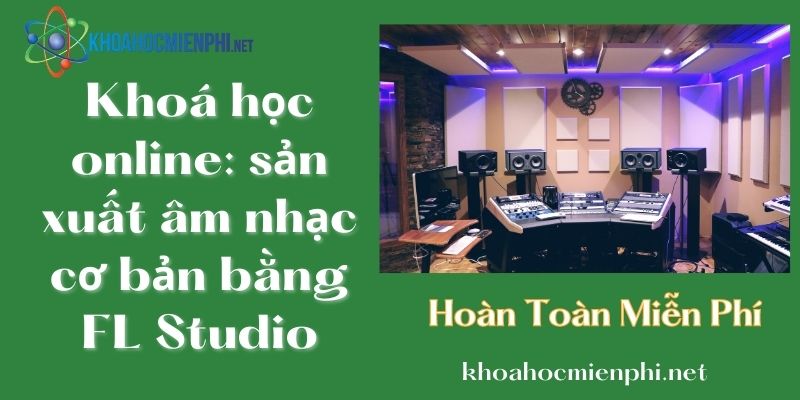 KHOAHOCMIENPHI.NET
Khoá học
online: sản
xuất âm nhạc
cơ bản bằng
FL Studio
Hoàn Toàn Miễn Phí
khoahocmienphi.net